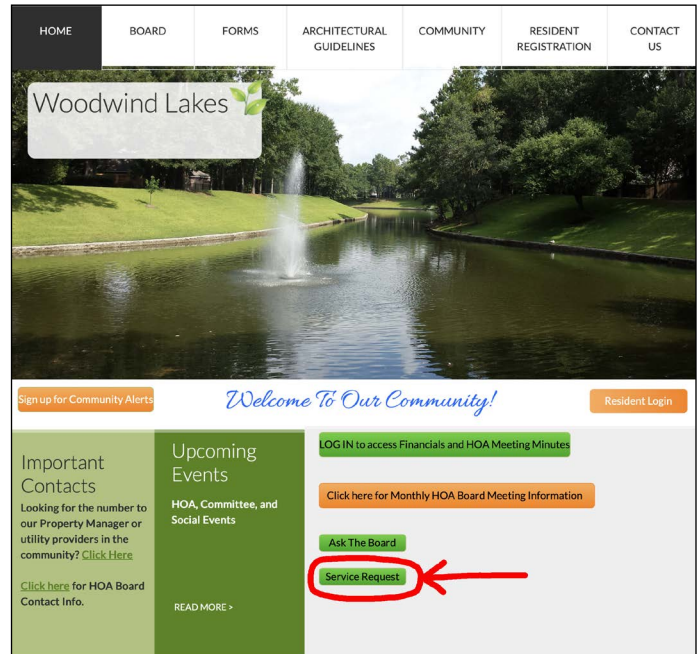 HOME
BOARD
FORMS
ARCHITECTURAL
GUIDELINES
COMMUNITY
RESIDENT
REGISTRATION
CONTACT
US
Woodwind Lakes
Sign up for Community Alerts
Welcome To Our Community!
Resident Login
Important
Contacts
Looking for the number to
our Property Manager or
utility providers in the
community? Click Here
Click here for HOA Board
Contact Info.
Upcoming
Events
HOA, Committee, and
Social Events
READ MORE >
LOG IN to access Financials and HOA Meeting Minutes
Click here for Monthly HOA Board Meeting Information
Ask The Board
Service Request